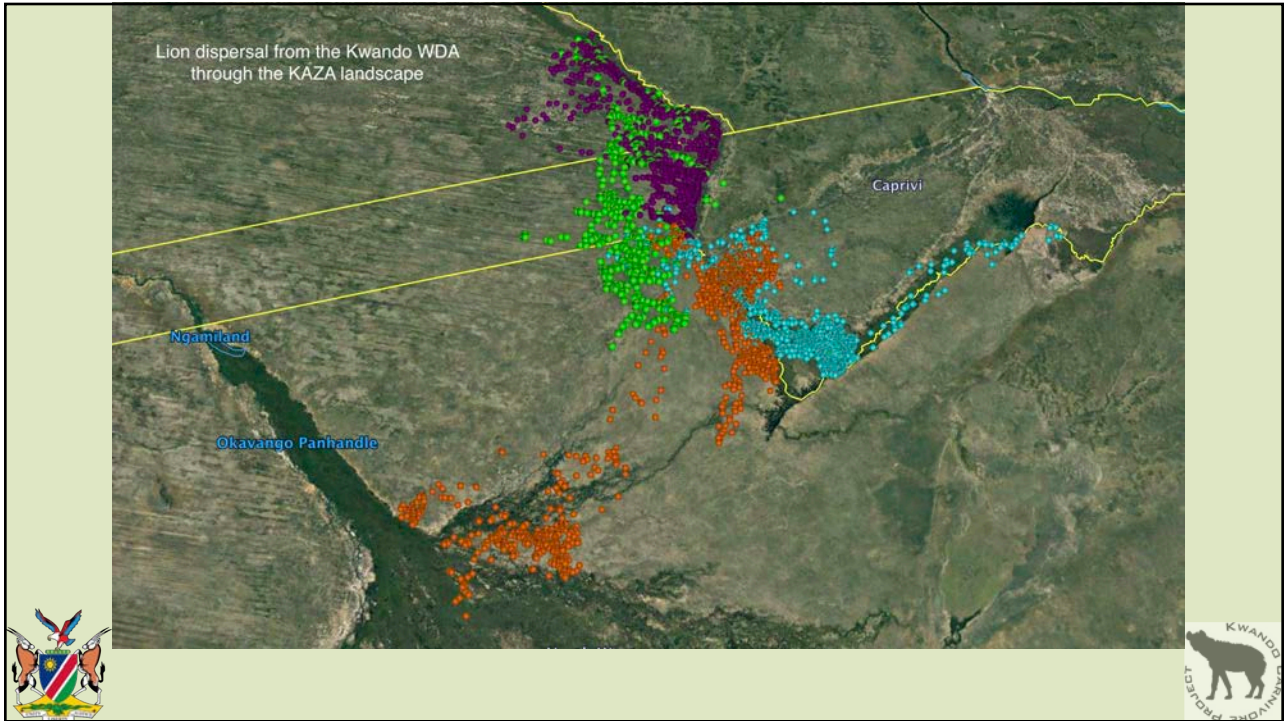 Lion dispersal from the Kwando WDA
through the KAZA landscape
Caprivi
Ngamiland
Okavango Panhandle
KWANDO CARNIVORE PROJECT